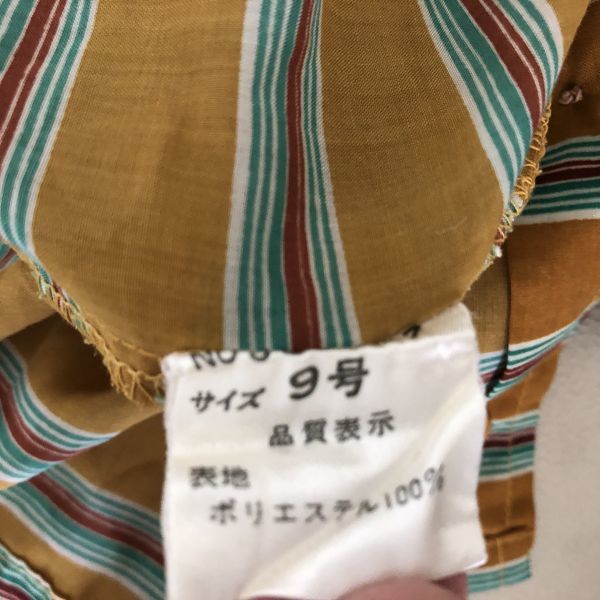 サイズ 9号
品質表示
表地
ポリエステル100%